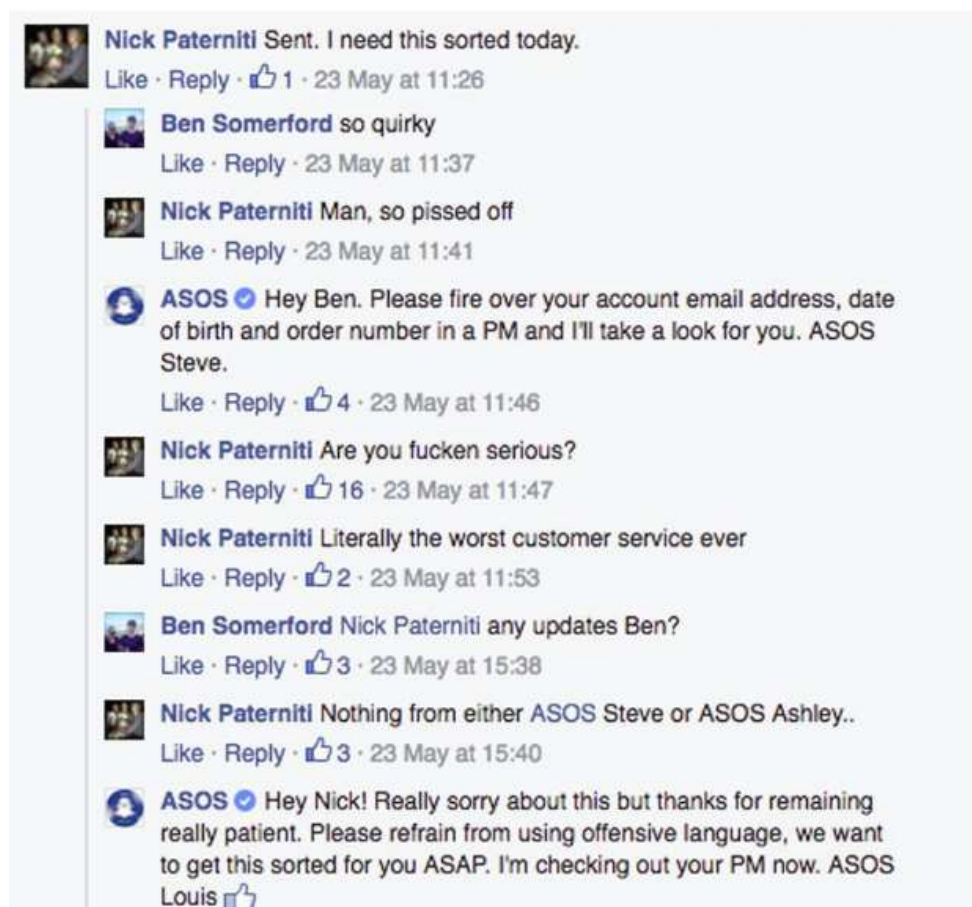 Nick Paterniti Sent. I need this sorted today.
Like · Reply · 1 · 23 May at 11:26
Ben Somerford so quirky
Like · Reply · 23 May at 11:37
Nick Paterniti Man, so pissed off
Like · Reply · 23 May at 11:41
ASOS Hey Ben. Please fire over your account email address, date
of birth and order number in a PM and I'll take a look for you. ASOS
Steve.
Like · Reply · 4 · 23 May at 11:46
Nick Paterniti Are you fucken serious?
Like · Reply · 16 · 23 May at 11:47
Nick Paterniti Literally the worst customer service ever
Like · Reply · 2 · 23 May at 11:53
Ben Somerford Nick Paterniti any updates Ben?
Like · Reply · 3 · 23 May at 15:38
Nick Paterniti Nothing from either ASOS Steve or ASOS Ashley..
Like · Reply · 3 · 23 May at 15:40
ASOS Hey Nick! Really sorry about this but thanks for remaining
really patient. Please refrain from using offensive language, we want
to get this sorted for you ASAP. I'm checking out your PM now. ASOS
Louis